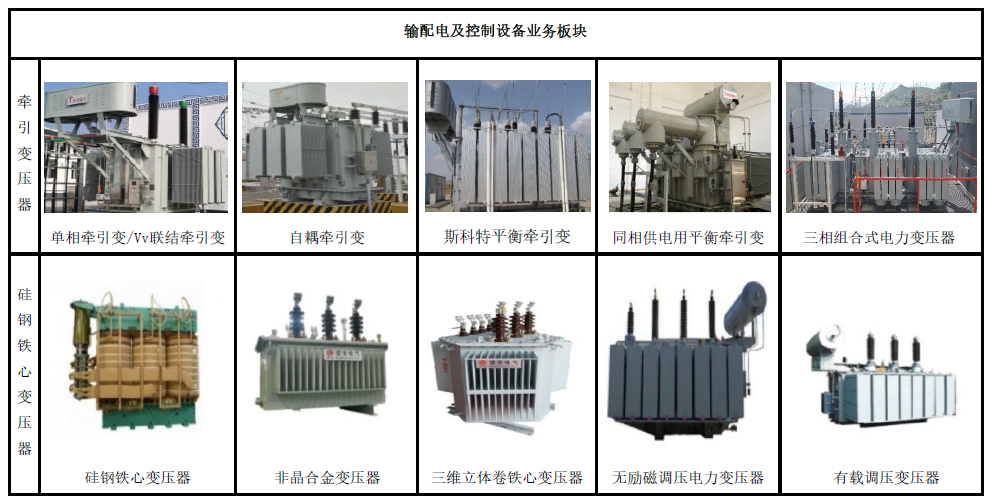 输配电及控制设备业务板块
牵引变压器
单相牵引变/Vv联结牵引变
自耦牵引变
斯科特平衡牵引变
同相供电用平衡牵引变
三相组合式电力变压器
硅钢铁心变压器
硅钢铁心变压器
非晶合金变压器
三维立体卷铁心变压器
无励磁调压电力变压器
有载调压变压器